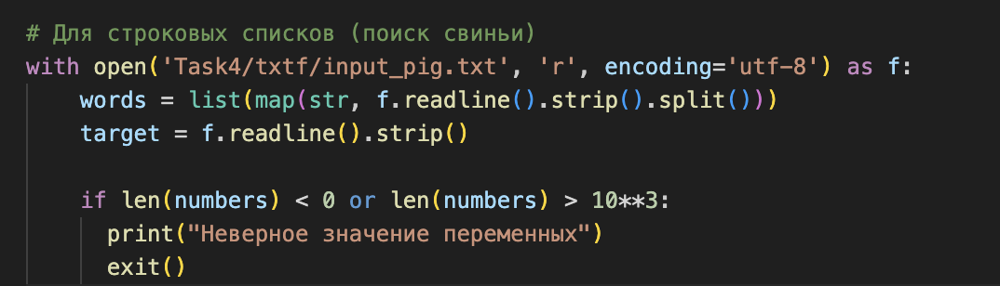 # Для строковых списков (поиск свиньи)
with open('Task4/txtf/input_pig.txt', 'r', encoding='utf-8') as f:
    words = list(map(str, f.readline().strip().split()))
    target = f.readline().strip()

    if len(numbers) < 0 or len(numbers) > 10**3:
      print("Неверное значение переменных")
      exit()